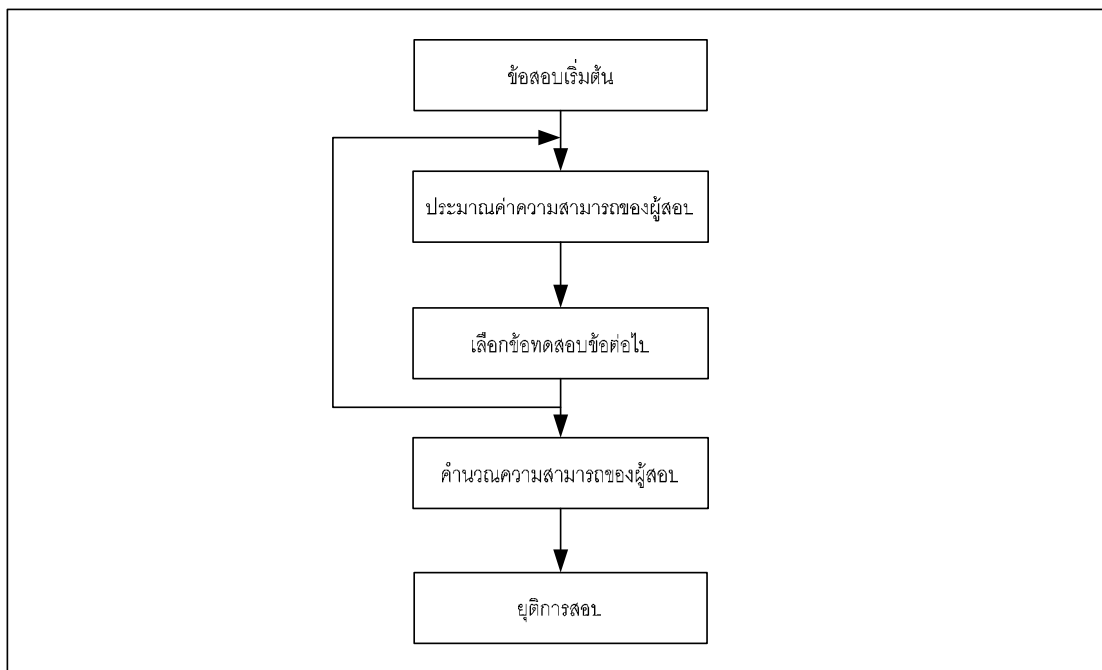 ข้อสอบเริ่มต้น
ประมาณค่าความสามารถของผู้สอบ
เลือกข้อทดสอบข้อต่อไป
คำนวณความสามารถของผู้สอบ
ยุติการสอบ